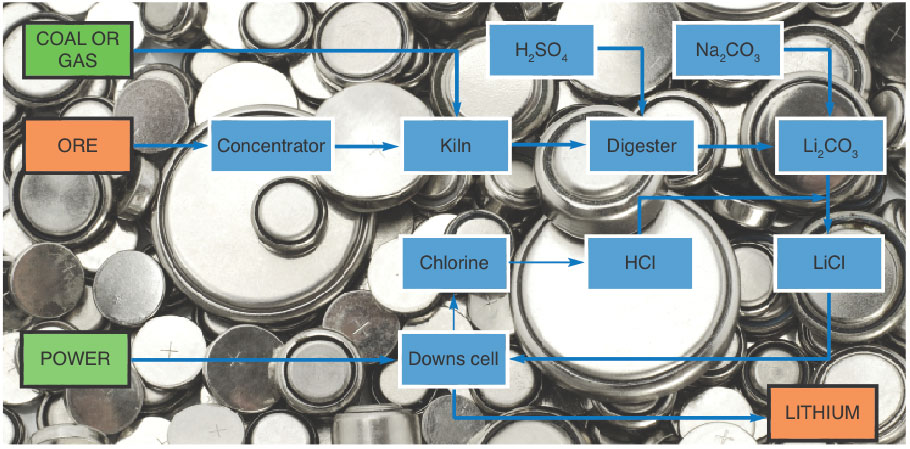 COAL OR
GAS
H₂SO₄
Na₂CO₃
ORE
Concentrator
Kiln
Digester
Li₂CO₃
Chlorine
HCl
LiCl
POWER
Downs cell
LITHIUM